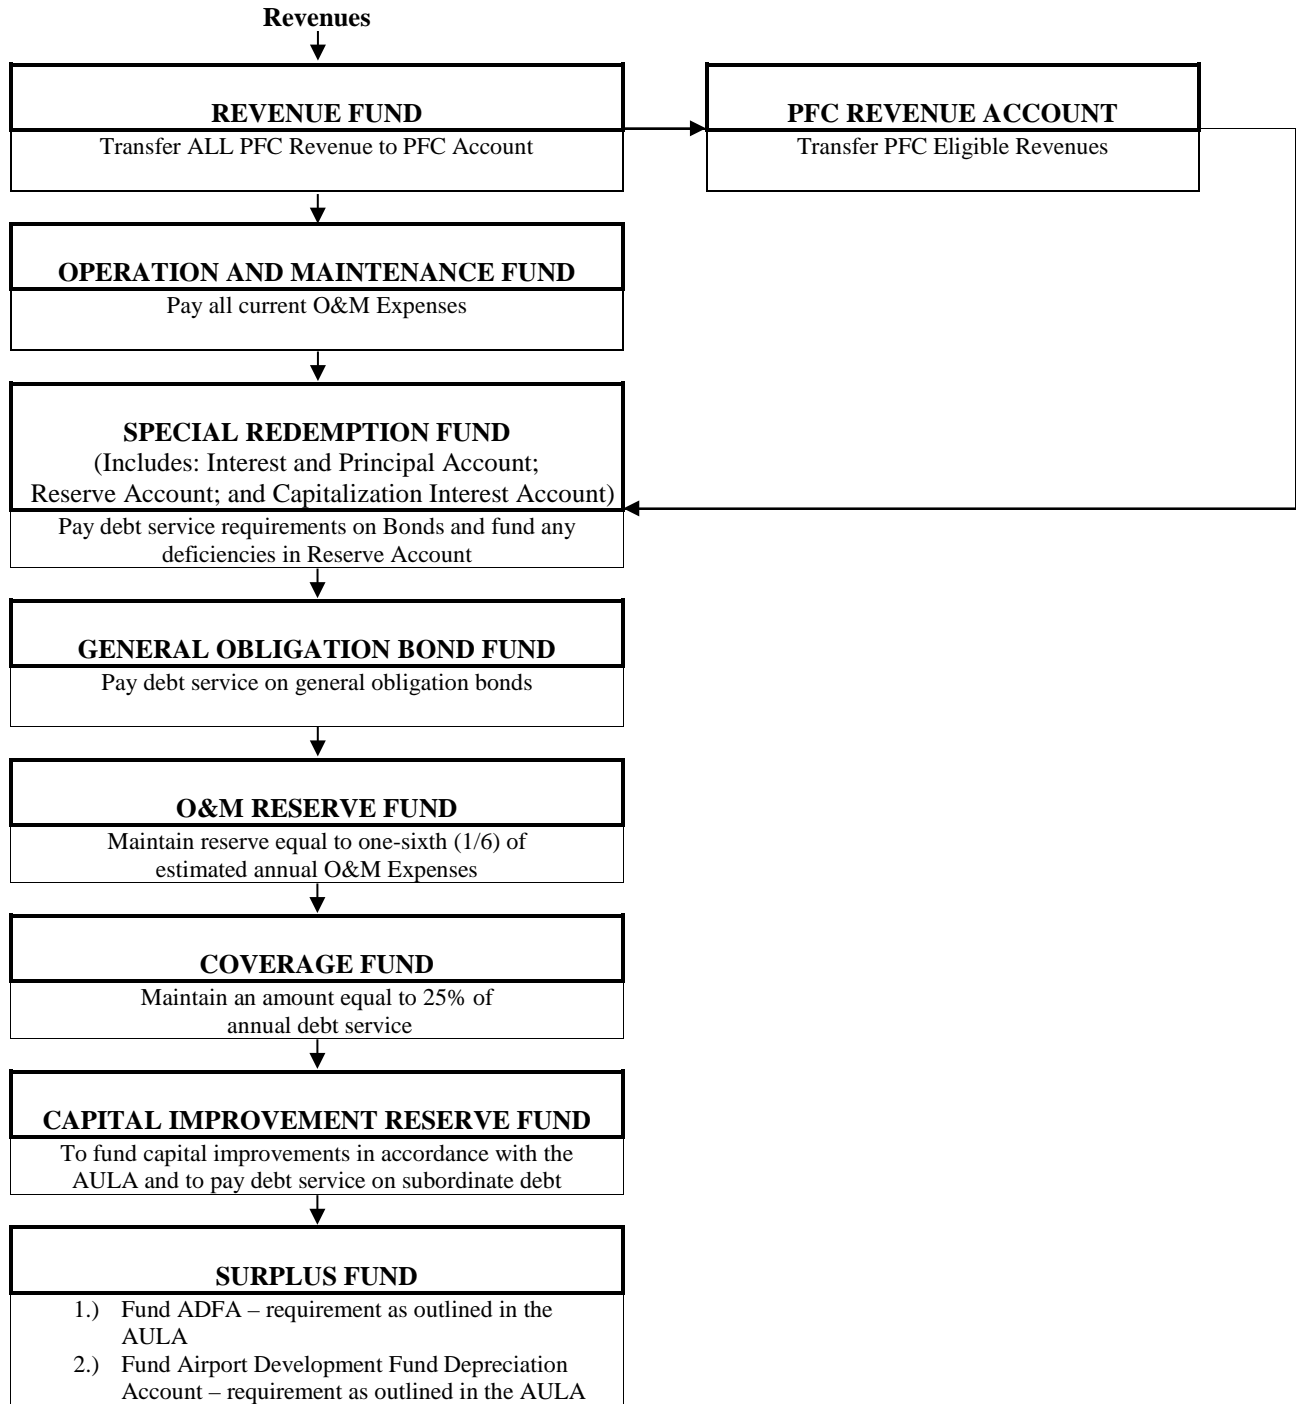 Revenues
REVENUE FUND
Transfer ALL PFC Revenue to PFC Account
PFC REVENUE ACCOUNT
Transfer PFC Eligible Revenues
OPERATION AND MAINTENANCE FUND
Pay all current O&M Expenses
SPECIAL REDEMPTION FUND
(Includes: Interest and Principal Account;
Reserve Account; and Capitalization Interest Account)
Pay debt service requirements on Bonds and fund any
deficiencies in Reserve Account
GENERAL OBLIGATION BOND FUND
Pay debt service on general obligation bonds
O&M RESERVE FUND
Maintain reserve equal to one-sixth (1/6) of
estimated annual O&M Expenses
COVERAGE FUND
Maintain an amount equal to 25% of
annual debt service
CAPITAL IMPROVEMENT RESERVE FUND
To fund capital improvements in accordance with the
AULA and to pay debt service on subordinate debt
SURPLUS FUND
1.) Fund ADFA – requirement as outlined in the
AULA
2.) Fund Airport Development Fund Depreciation
Account – requirement as outlined in the AULA